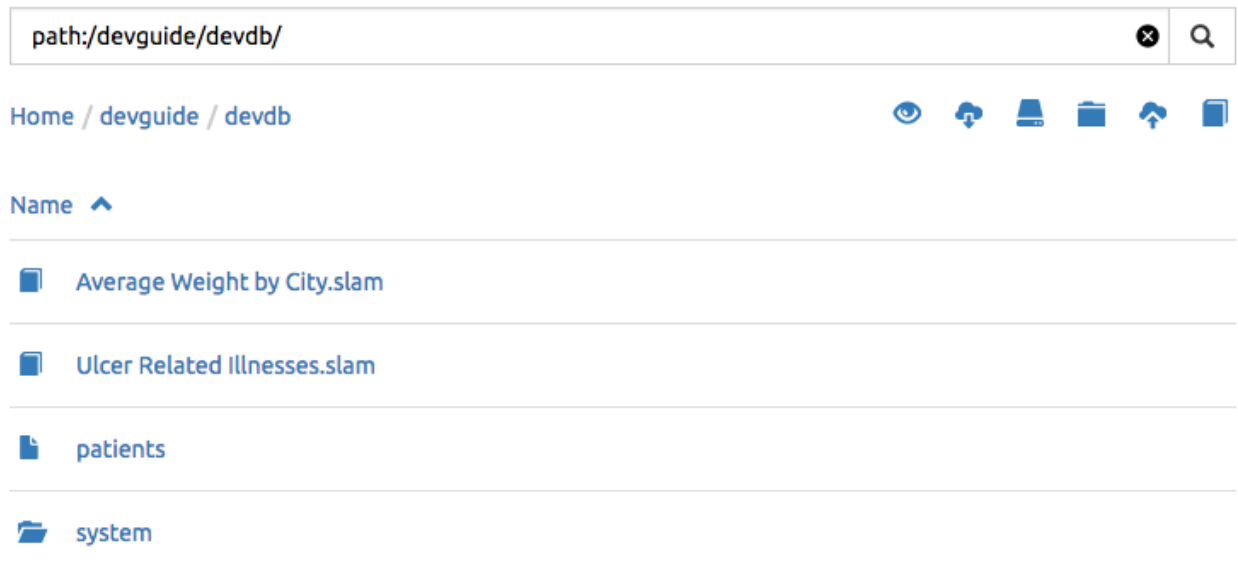 path:/devguide/devdb/
Home / devguide / devdb
Name
Average Weight by City.slam
Ulcer Related Illnesses.slam
patients
system